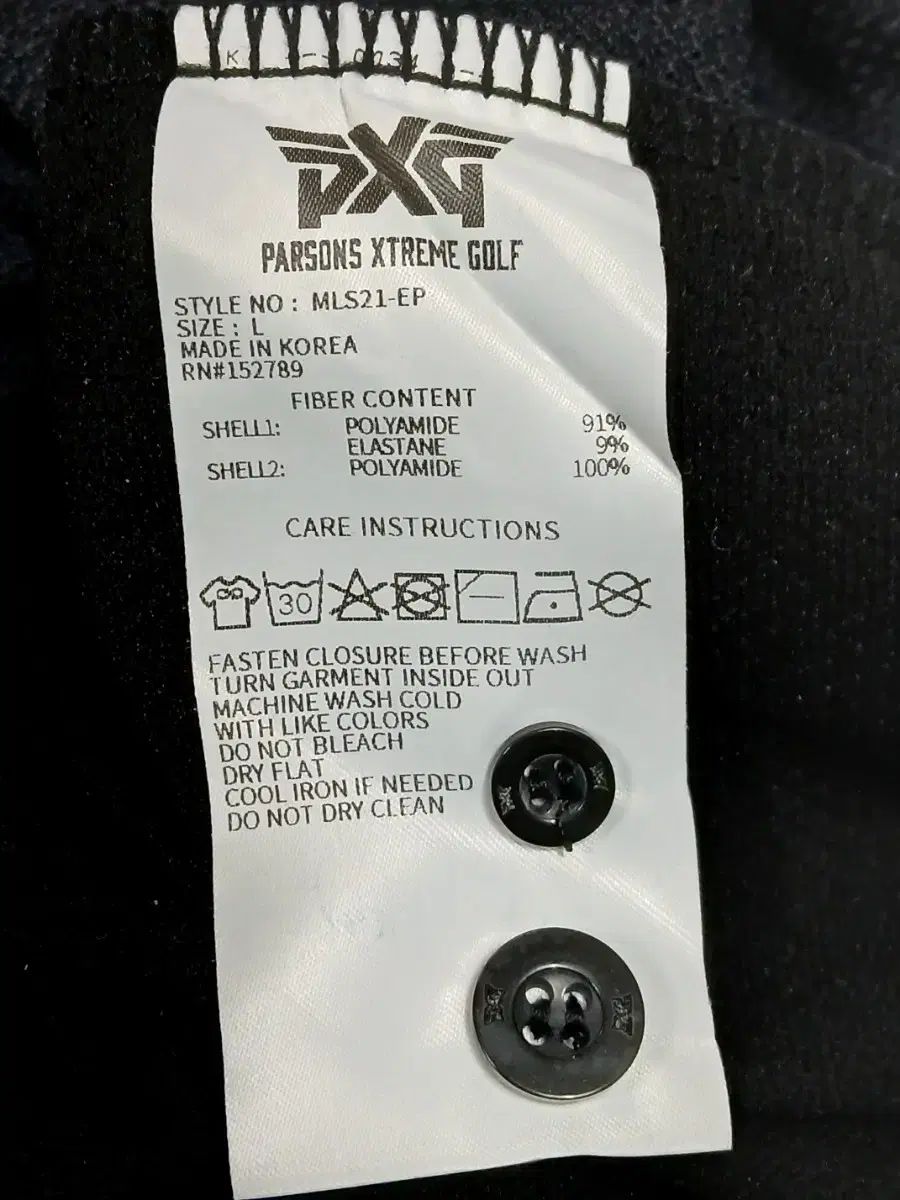 PXG
PARSONS XTREME GOLF
STYLE NO : MLS21-EP
SIZE : L
MADE IN KOREA
RN#152789
FIBER CONTENT
SHELL1: POLYAMIDE 91%
ELASTANE 9%
SHELL2: POLYAMIDE 100%
CARE INSTRUCTIONS
30
FASTEN CLOSURE BEFORE WASH
TURN GARMENT INSIDE OUT
MACHINE WASH COLD
WITH LIKE COLORS
DO NOT BLEACH
DRY FLAT
COOL IRON IF NEEDED
DO NOT DRY CLEAN